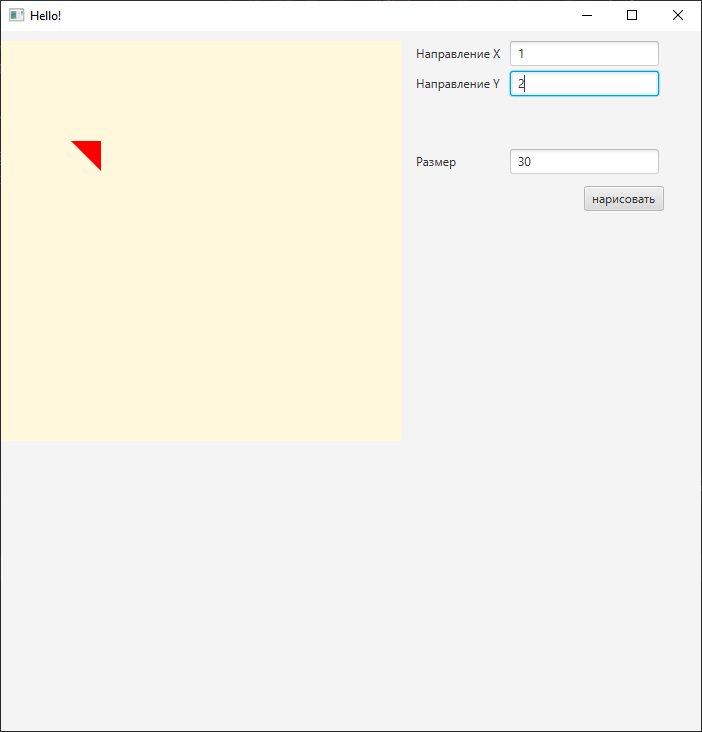 Hello!
Направление X 1
Направление Y 2
Размер 30
нарисовать